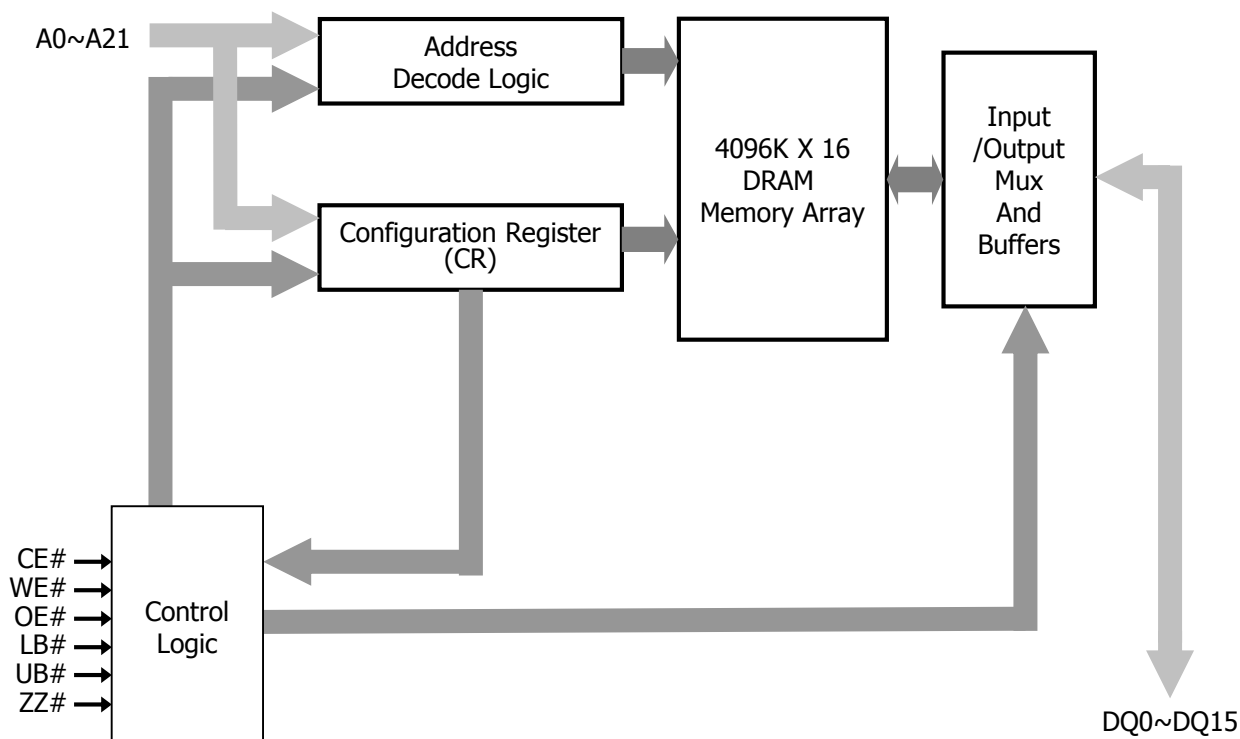 A0~A21
Address
Decode Logic
Configuration Register
(CR)
4096K X 16
DRAM
Memory Array
Input
/Output
Mux
And
Buffers
CE#
WE#
OE#
LB#
UB#
ZZ#
Control
Logic
DQ0~DQ15